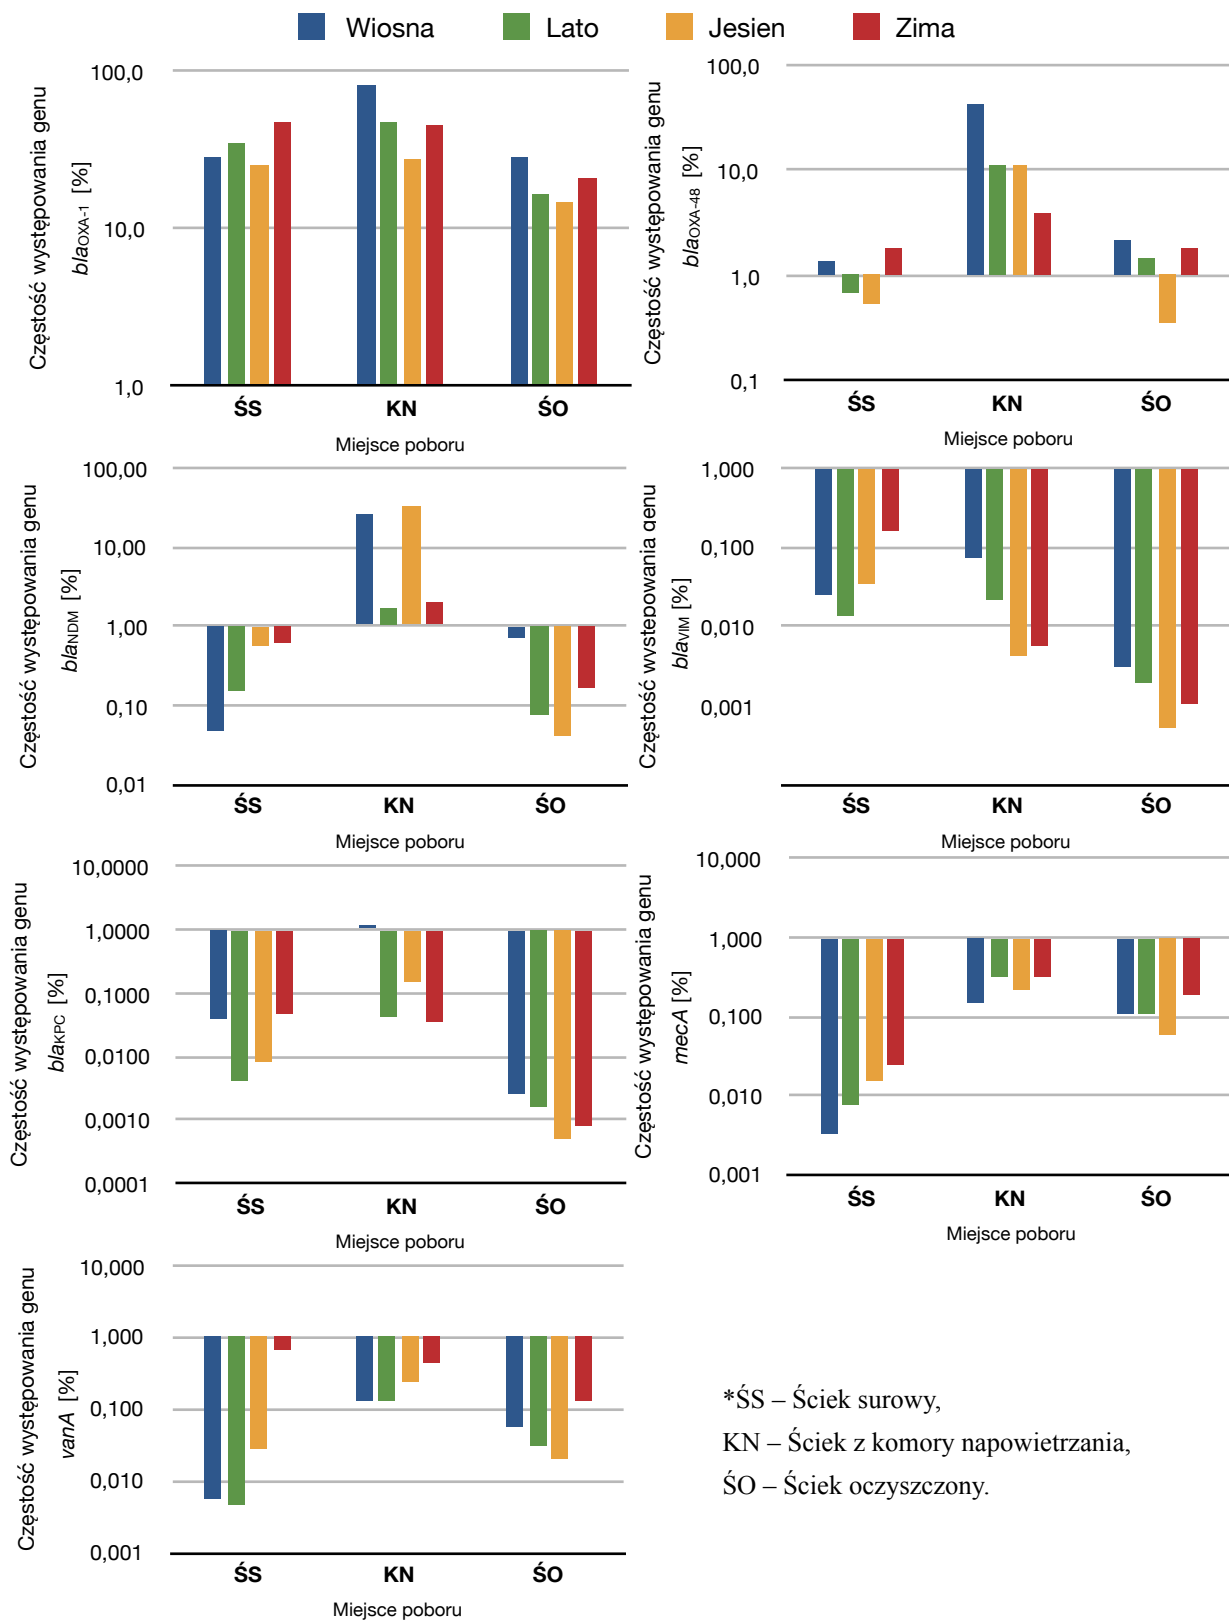 Wiosna Lato Jesien Zima
Częstość występowania genu
blaOXA-1 [%]
100,0
10,0
1,0
ŚS KN ŚO
Miejsce poboru
Częstość występowania genu
blaOXA-48 [%]
100,0
10,0
1,0
0,1
ŚS KN ŚO
Miejsce poboru
Częstość występowania genu
blaNDM [%]
100,00
10,00
1,00
0,10
0,01
ŚS KN ŚO
Miejsce poboru
Częstość wystepowania genu
blaVIM [%]
1,000
0,100
0,010
0,001
ŚS KN ŚO
Miejsce poboru
Częstość występowania genu
blaKPC [%]
10,0000
1,0000
0,1000
0,0100
0,0010
0,0001
ŚS KN ŚO
Miejsce poboru
Częstość występowania genu
mecA [%]
10,000
1,000
0,100
0,010
0,001
ŚS KN ŚO
Miejsce poboru
Częstość występowania genu
vanA [%]
10,000
1,000
0,100
0,010
0,001
ŚS KN ŚO
Miejsce poboru
*ŚS – Ściek surowy,
KN – Ściek z komory napowietrzania,
ŚO – Ściek oczyszczony.